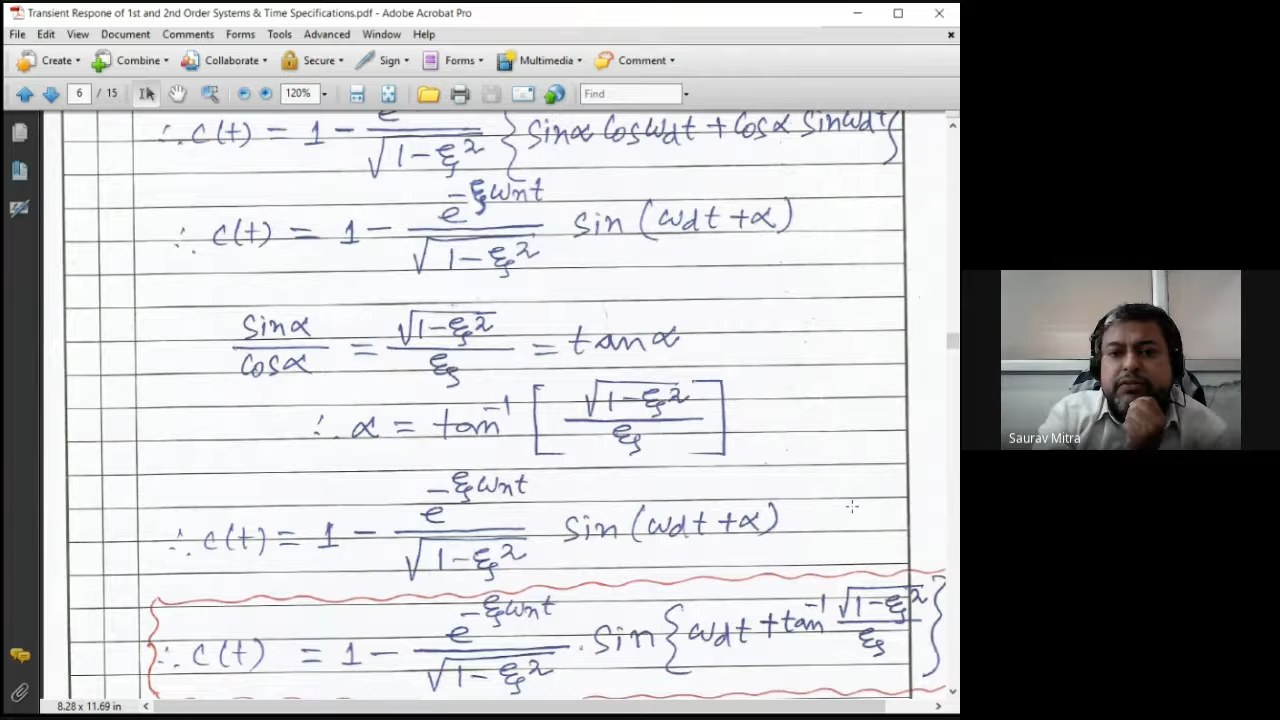 Transient Respone of 1st and 2nd Order Systems & Time Specifications.pdf - Adobe Acrobat Pro
File Edit View Document Comments Forms Tools Advanced Window Help
Create Combine Collaborate Secure Sign Forms Multimedia Comment
6 / 15 120% Find
∴ c(t) = 1 - e / √(1-ξ²) { sinα cosωdt + cosα sinωdt }
∴ c(t) = 1 - e^(-ξωnt) / √(1-ξ²) sin(ωdt + α)
sinα / cosα = √(1-ξ²) / ξ = tanα
∴ α = tan⁻¹ [ √(1-ξ²) / ξ ]
∴ c(t) = 1 - e^(-ξωnt) / √(1-ξ²) sin(ωdt + α)
∴ c(t) = 1 - e^(-ξωnt) / √(1-ξ²) . sin { ωdt + tan⁻¹ √(1-ξ²) / ξ }
8.28 x 11.69 in
Saurav Mitra